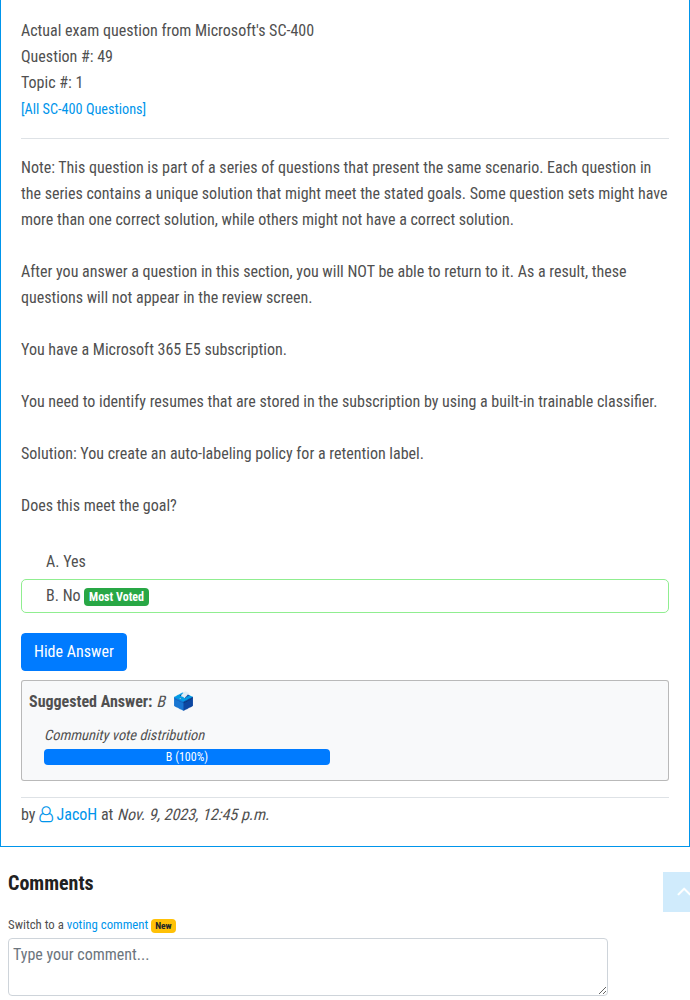 Actual exam question from Microsoft's SC-400
Question #: 49
Topic #: 1
[All SC-400 Questions]
Note: This question is part of a series of questions that present the same scenario. Each question in
the series contains a unique solution that might meet the stated goals. Some question sets might have
more than one correct solution, while others might not have a correct solution.
After you answer a question in this section, you will NOT be able to return to it. As a result, these
questions will not appear in the review screen.
You have a Microsoft 365 E5 subscription.
You need to identify resumes that are stored in the subscription by using a built-in trainable classifier.
Solution: You create an auto-labeling policy for a retention label.
Does this meet the goal?
A. Yes
B. No Most Voted
Hide Answer
Suggested Answer: B
Community vote distribution
B (100%)
by JacoH at Nov. 9, 2023, 12:45 p.m.
Comments
Switch to a voting comment New
Type your comment...